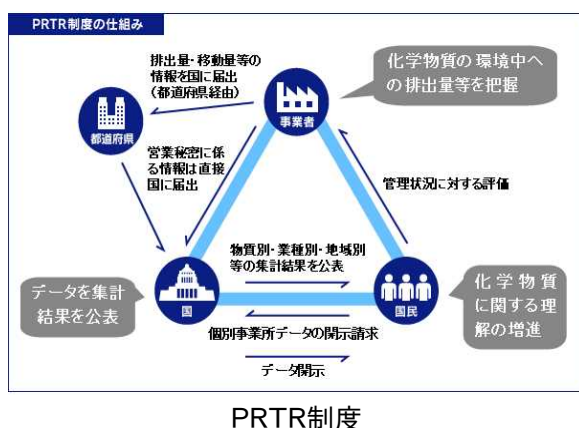 PRTR制度の仕組み
排出量・移動量等の
情報を国に届出
(都道府県経由)
化学物質の環境中へ
の排出量等を把握
事業者
都道府県
営業秘密に係
る情報は直接
国に届出
管理状況に対する評価
物質別・業種別・地域別
等の集計結果を公表
データを集計
結果を公表
国
国民
化学物質
に関する理
解の増進
個別事業所データの開示請求
データ開示
PRTR制度